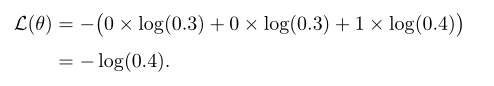 ℒ(θ) = −(0 × log(0.3) + 0 × log(0.3) + 1 × log(0.4))
= − log(0.4).